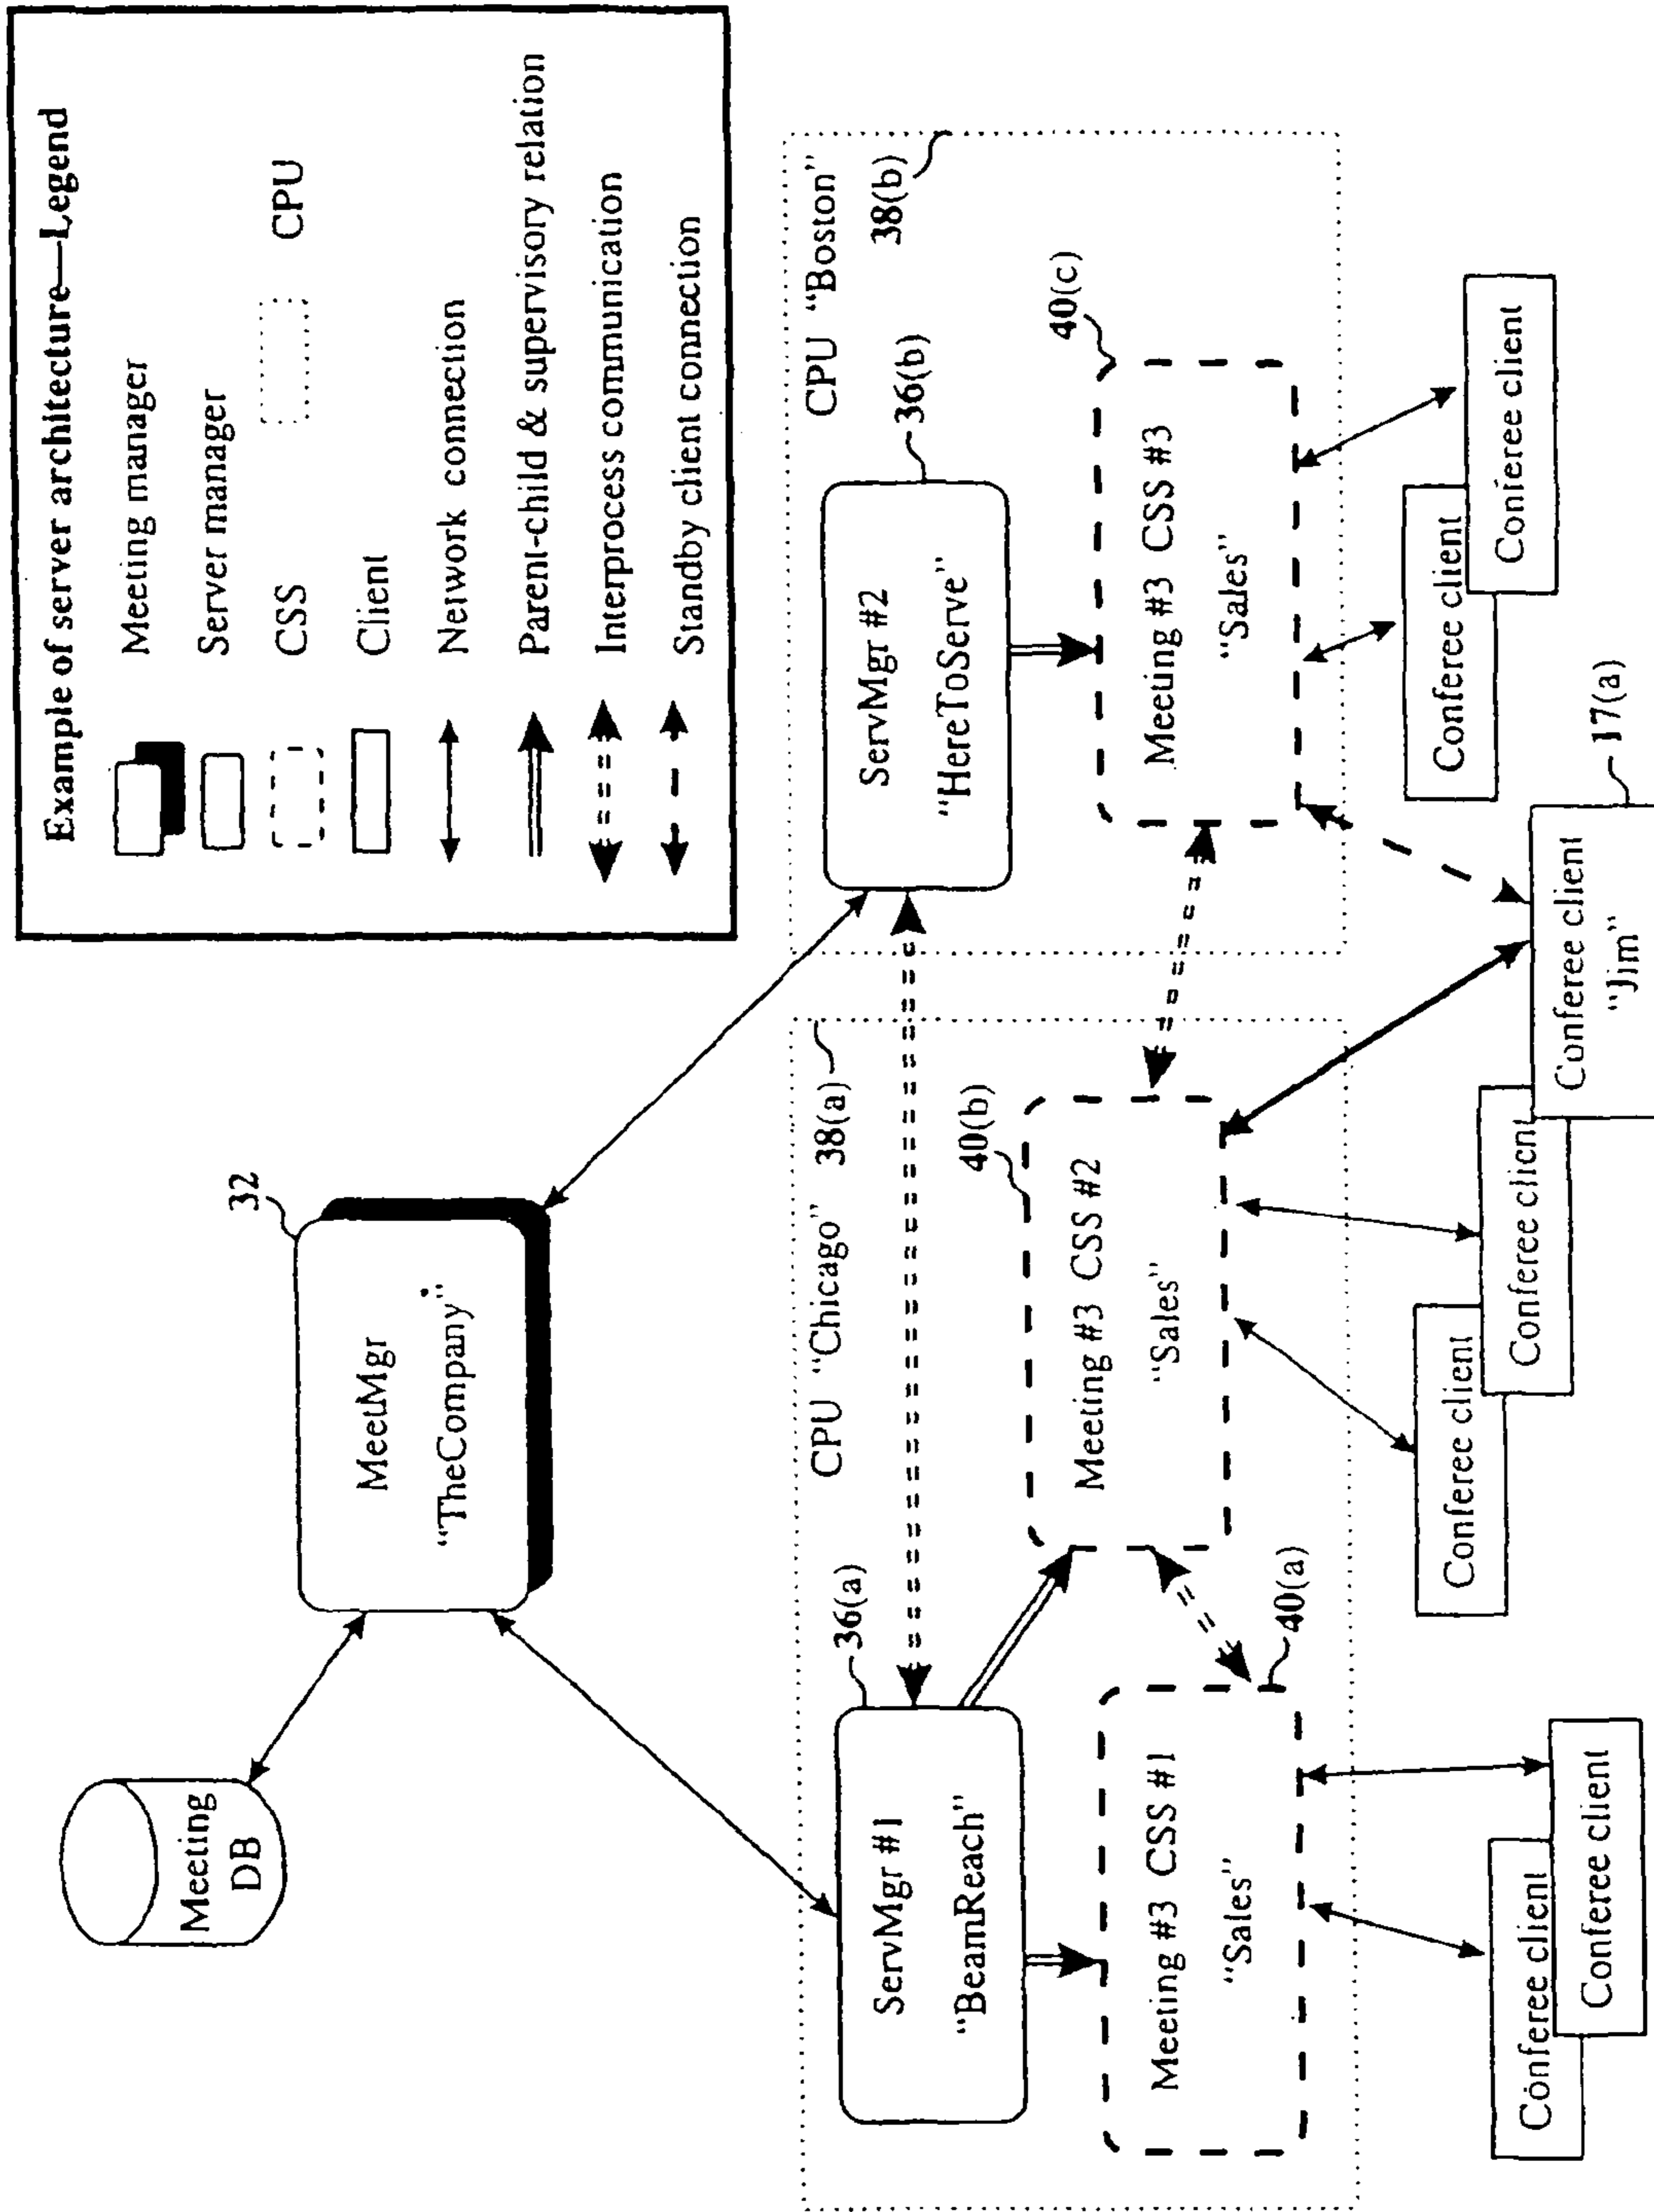 Example of server architecture—Legend
Meeting manager
Server manager
CSS
CPU
Client
Network connection
Parent-child & supervisory relation
Interprocess communication
Standby client connection
Meeting
DB
32
MeetMgr
"TheCompany"
CPU "Chicago"
38(a)
36(a)
ServMgr #1
"BeamReach"
Meeting #3 CSS #1
"Sales"
40(a)
40(b)
Meeting #3 CSS #2
"Sales"
CPU "Boston"
38(b)
36(b)
ServMgr #2
"HereToServe"
40(c)
Meeting #3 CSS #3
"Sales"
Conferee client
Conferee client
Conferee client
Conferee client
Conferee client
"Jim"
17(a)
Conferee client
Conferee client